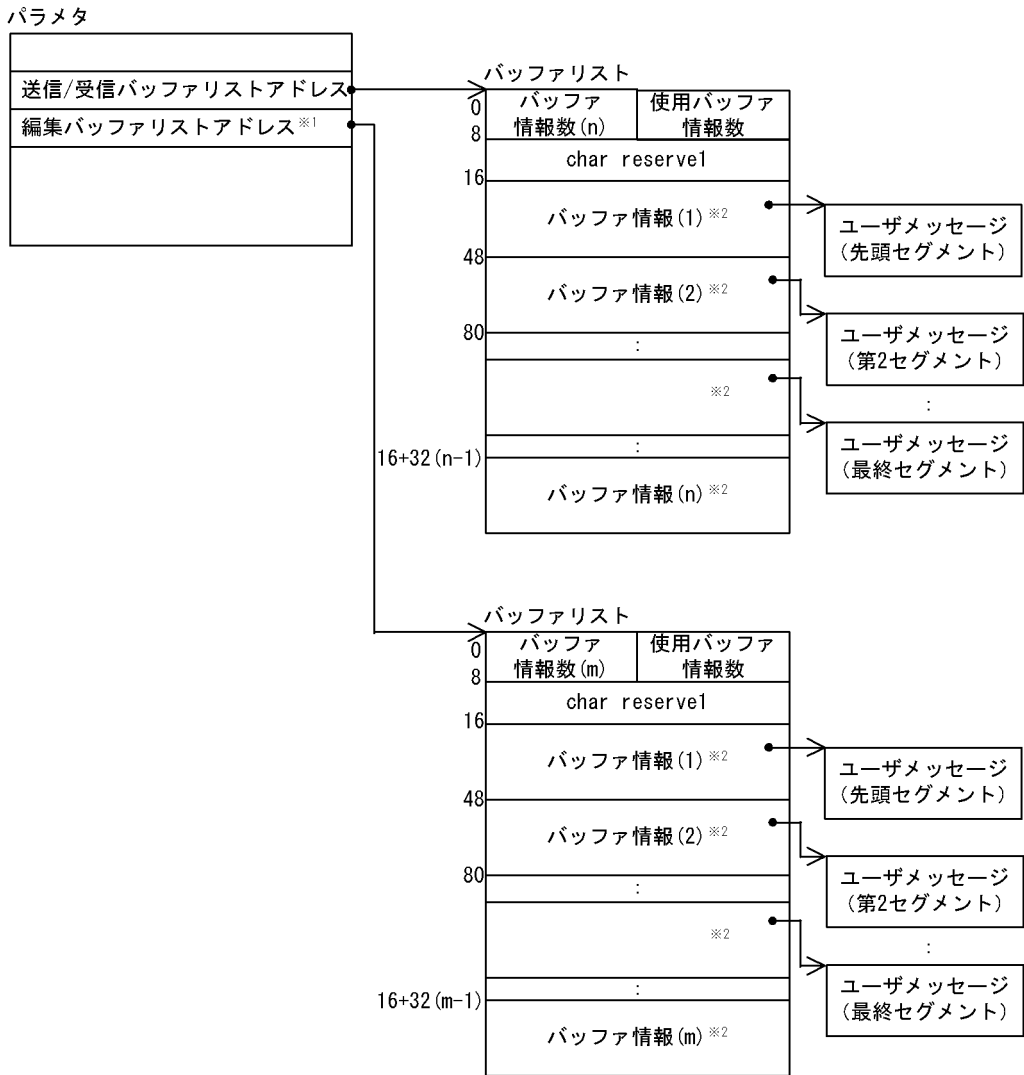 パラメタ
送信/受信バッファリストアドレス
編集バッファリストアドレス※1
バッファリスト
0
バッファ
情報数(n)
使用バッファ
情報数
8
char reserve1
16
バッファ情報(1)※2
ユーザメッセージ
(先頭セグメント)
48
バッファ情報(2)※2
ユーザメッセージ
(第2セグメント)
80
:
※2
:
ユーザメッセージ
(最終セグメント)
:
16+32(n-1)
バッファ情報(n)※2
バッファリスト
0
バッファ
情報数(m)
使用バッファ
情報数
8
char reserve1
16
バッファ情報(1)※2
ユーザメッセージ
(先頭セグメント)
48
バッファ情報(2)※2
ユーザメッセージ
(第2セグメント)
80
:
※2
:
ユーザメッセージ
(最終セグメント)
:
16+32(m-1)
バッファ情報(m)※2